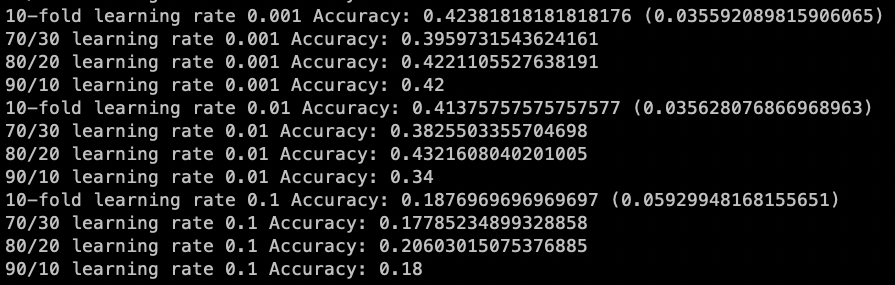 10-fold learning rate 0.001 Accuracy: 0.42381818181818176 (0.035592089815906065)
70/30 learning rate 0.001 Accuracy: 0.3959731543624161
80/20 learning rate 0.001 Accuracy: 0.4221105527638191
90/10 learning rate 0.001 Accuracy: 0.42
10-fold learning rate 0.01 Accuracy: 0.41375757575757577 (0.035628076866968963)
70/30 learning rate 0.01 Accuracy: 0.3825503355704698
80/20 learning rate 0.01 Accuracy: 0.4321608040201005
90/10 learning rate 0.01 Accuracy: 0.34
10-fold learning rate 0.1 Accuracy: 0.1876969696969697 (0.05929948168155651)
70/30 learning rate 0.1 Accuracy: 0.17785234899328858
80/20 learning rate 0.1 Accuracy: 0.20603015075376885
90/10 learning rate 0.1 Accuracy: 0.18